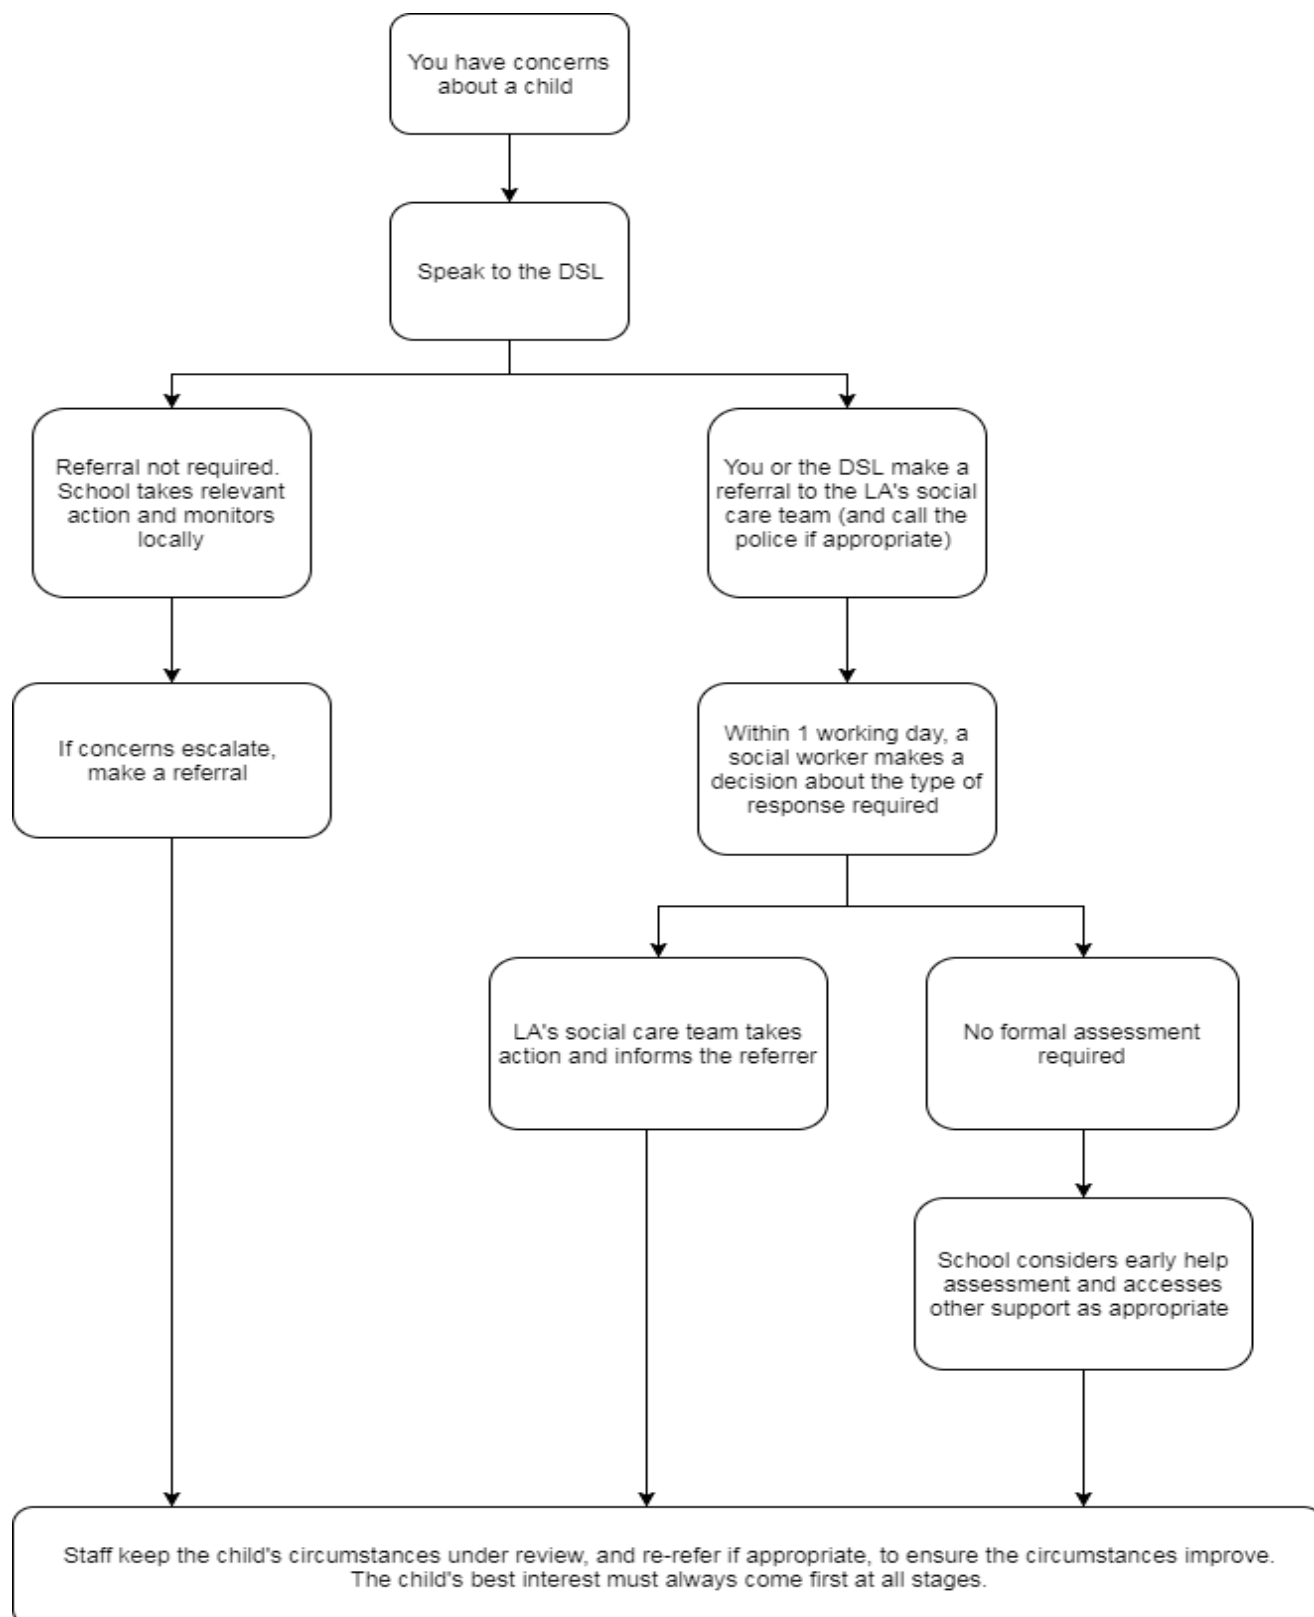 You have concerns
about a child
Speak to the DSL
Referral not required.
School takes relevant
action and monitors
locally
You or the DSL make a
referral to the LA's social
care team (and call the
police if appropriate)
If concerns escalate,
make a referral
Within 1 working day, a
social worker makes a
decision about the type of
response required
LA's social care team takes
action and informs the referrer
No formal assessment
required
School considers early help
assessment and accesses
other support as appropriate
Staff keep the child's circumstances under review, and re-refer if appropriate, to ensure the circumstances improve.
The child's best interest must always come first at all stages.